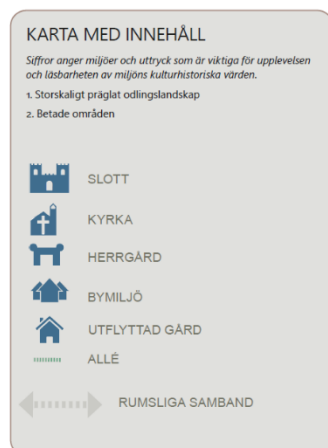 KARTA MED INNEHÅLL
Siffror anger miljöer och uttryck som är viktiga för upplevelsen
och läsbarheten av miljöns kulturhistoriska värden.
1. Storskaligt präglat odlingslandskap
2. Betade områden
SLOTT
KYRKA
HERRGÅRD
BYMILJÖ
UTFLYTTAD GÅRD
ALLÉ
RUMSLIGA SAMBAND